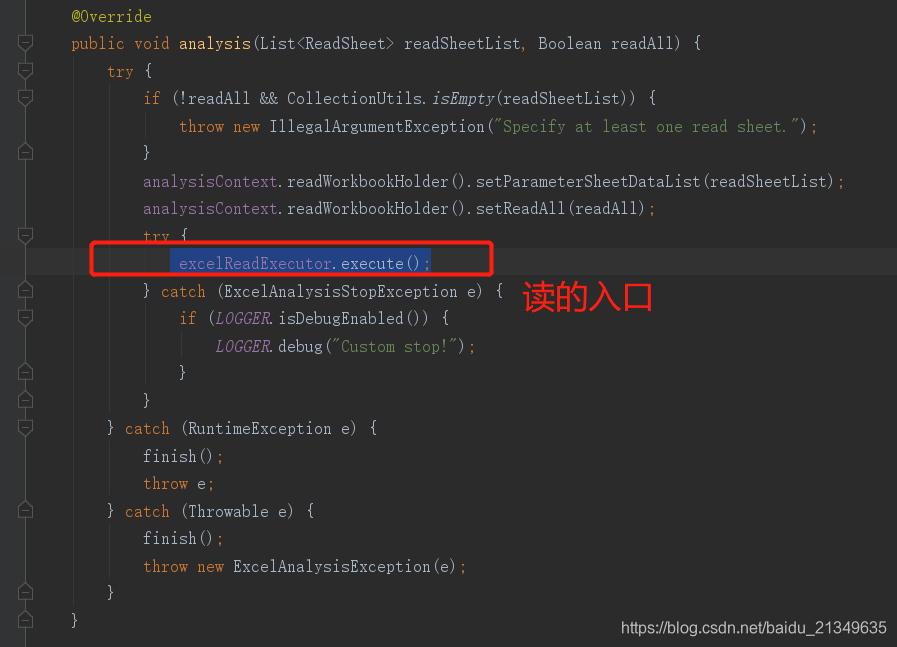 @Override
public void analysis(List<ReadSheet> readSheetList, Boolean readAll) {
try {
if (!readAll && CollectionUtils.isEmpty(readSheetList)) {
throw new IllegalArgumentException("Specify at least one read sheet.");
}
analysisContext.readWorkbookHolder().setParameterSheetDataList(readSheetList);
analysisContext.readWorkbookHolder().setReadAll(readAll);
try {
excelReadExecutor.execute();
} catch (ExcelAnalysisStopException e) {
读的入口
if (LOGGER.isDebugEnabled()) {
LOGGER.debug("Custom stop!");
}
}
} catch (RuntimeException e) {
finish();
throw e;
} catch (Throwable e) {
finish();
throw new ExcelAnalysisException(e);
}
}
https://blog.csdn.net/baidu_21349635